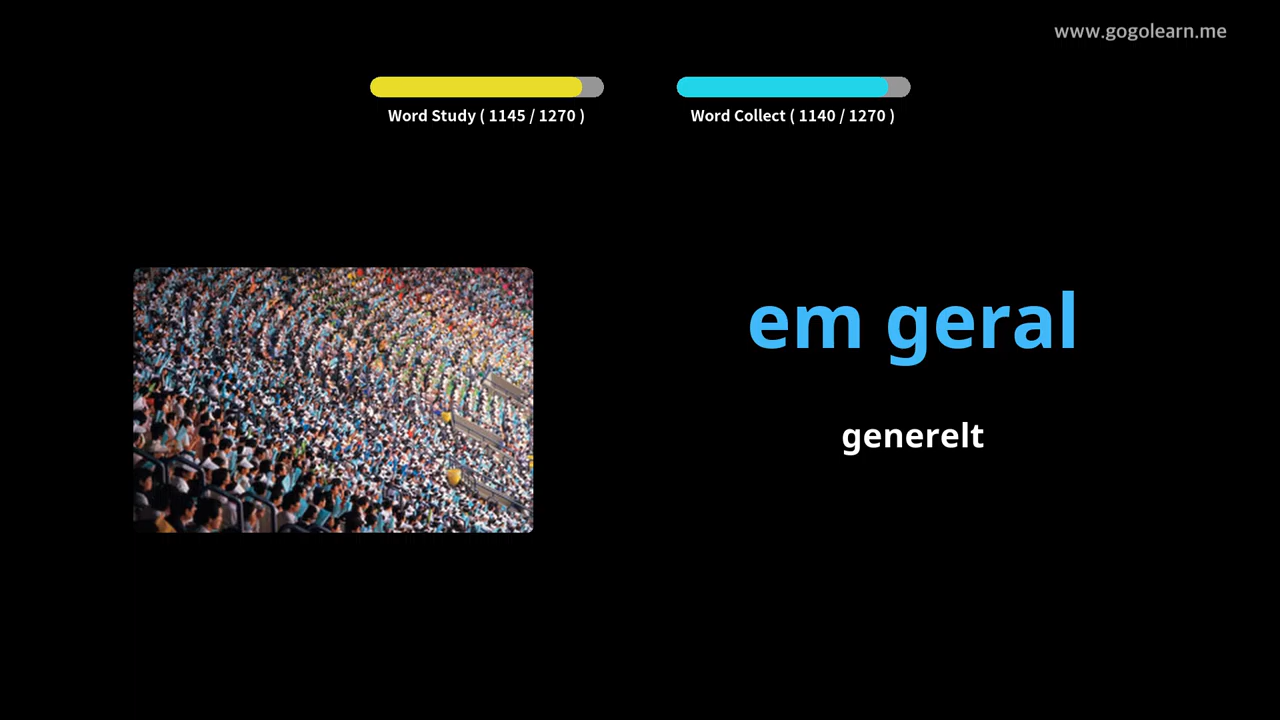 www.gogolearn.me
Word Study ( 1145 / 1270 )
Word Collect ( 1140 / 1270 )
em geral
generelt